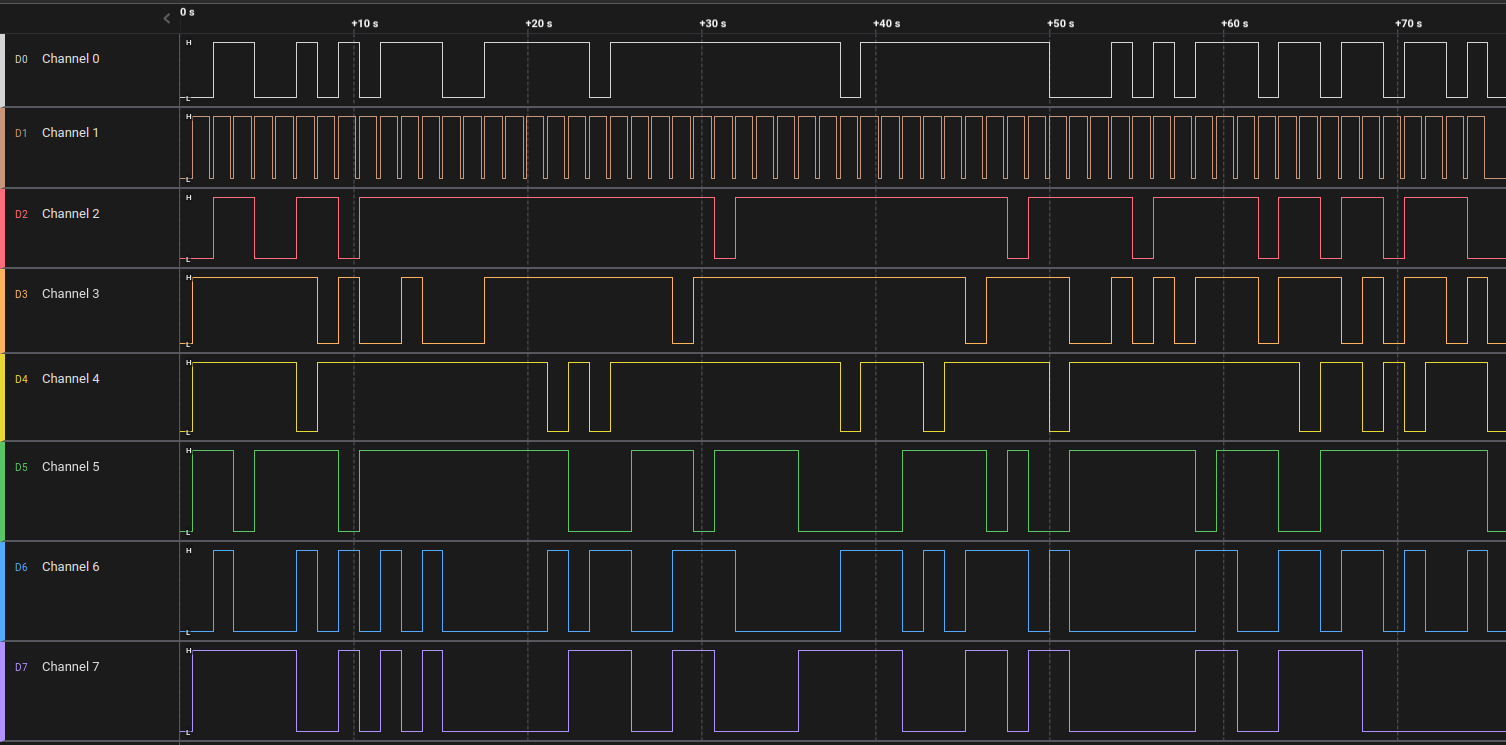 0 s
+10 s +20 s +30 s +40 s +50 s +60 s +70 s
D0 Channel 0 H L
D1 Channel 1 H L
D2 Channel 2 H L
D3 Channel 3 H L
D4 Channel 4 H L
D5 Channel 5 H L
D6 Channel 6 H L
D7 Channel 7 H L